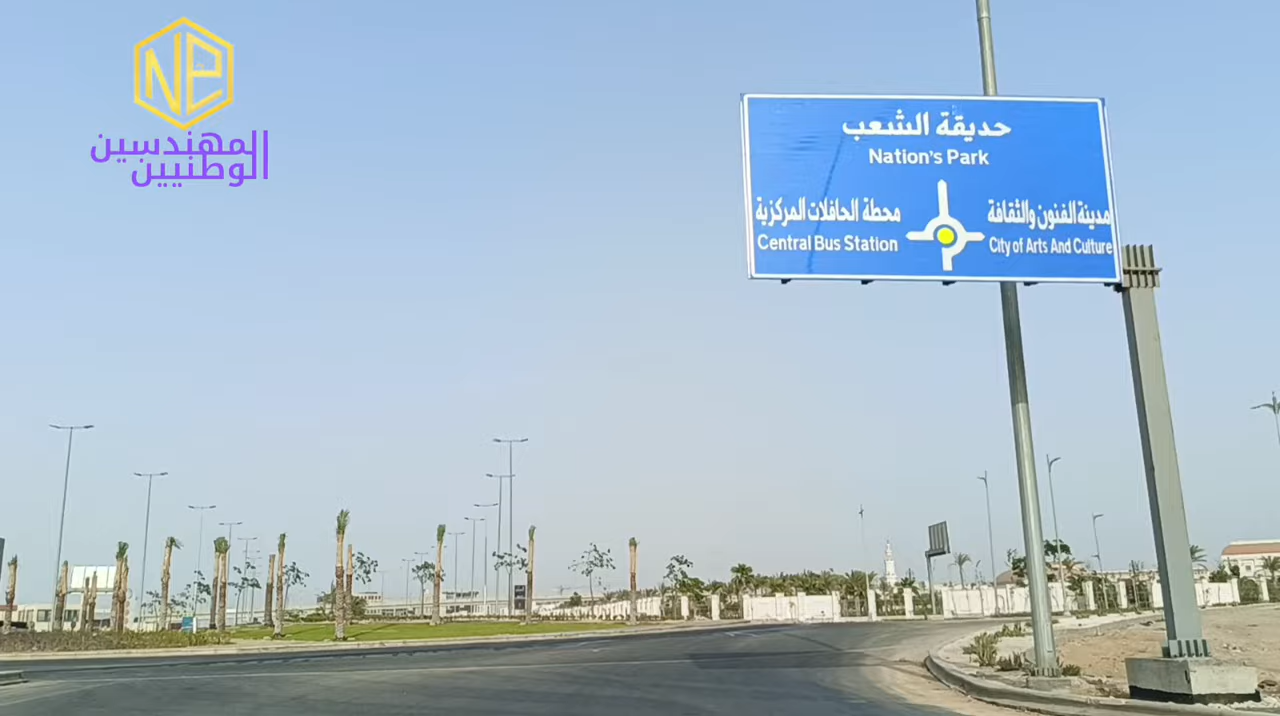 NE
المهندسين
الوطنيين
حديقة الشعب
Nation's Park
محطة الحافلات المركزية
Central Bus Station
مدينة الفنون والثقافة
City of Arts And Culture